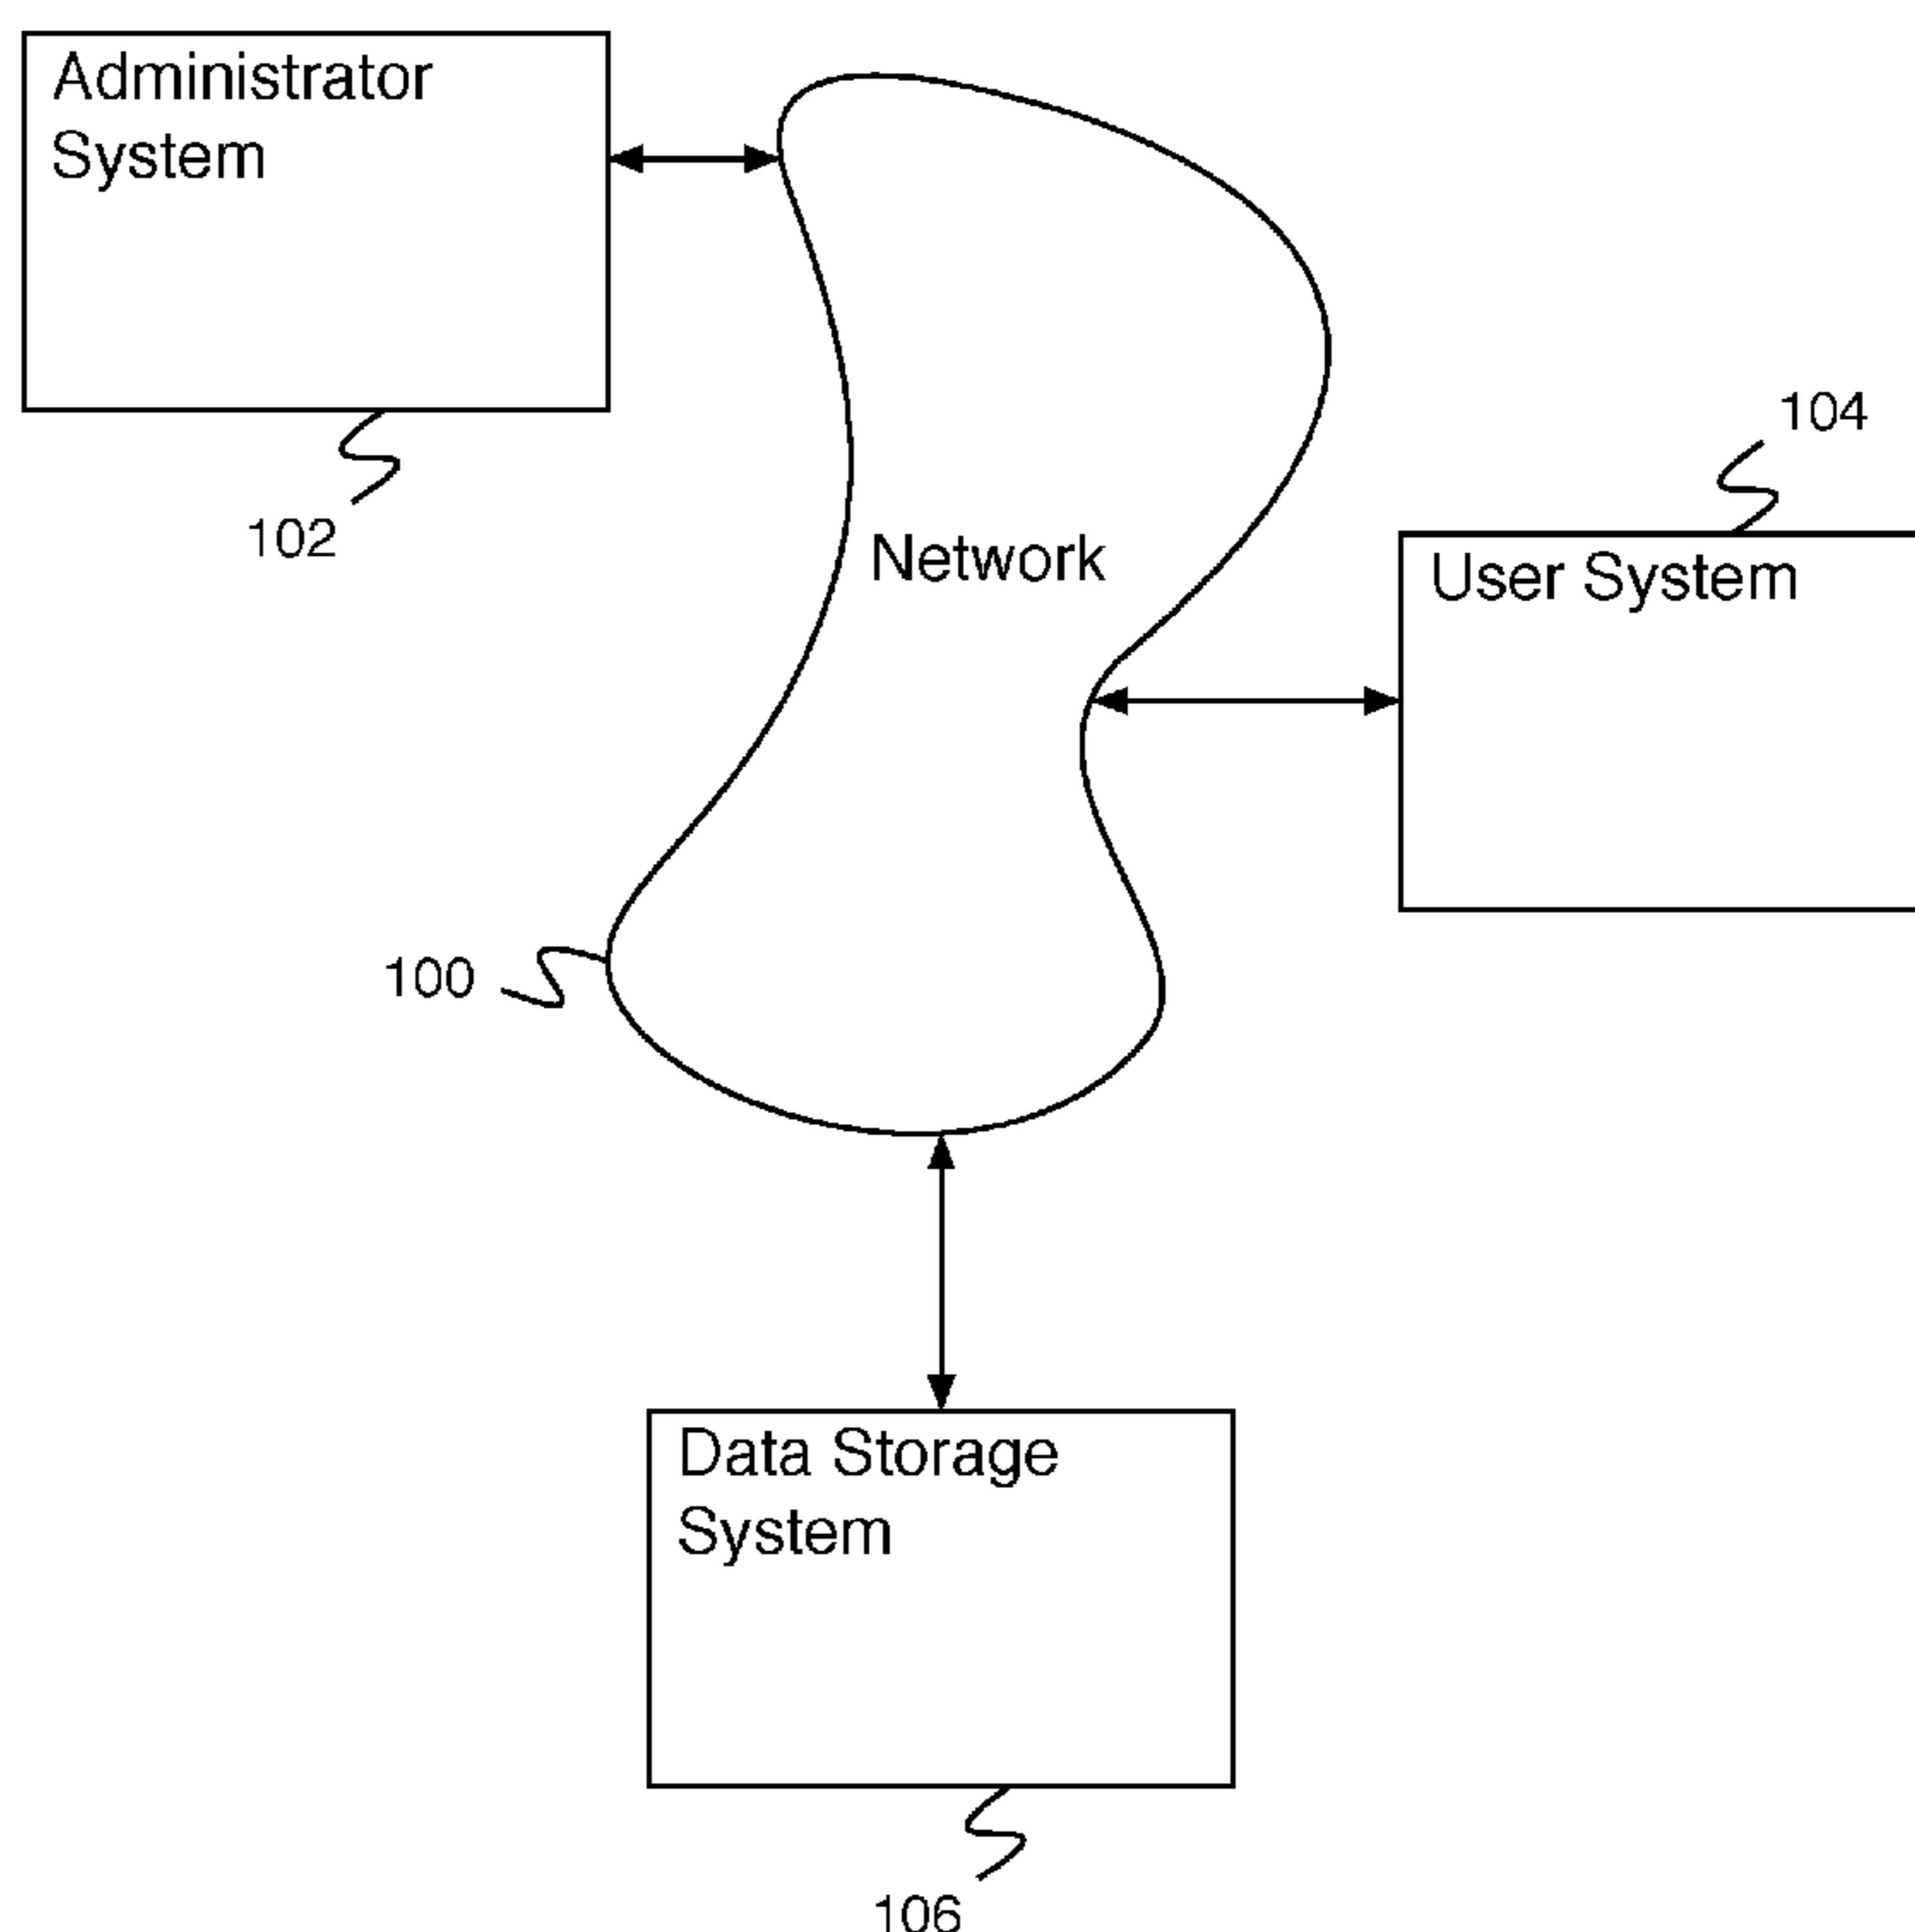 Administrator
System
102
104
Network
User System
100
Data Storage
System
106